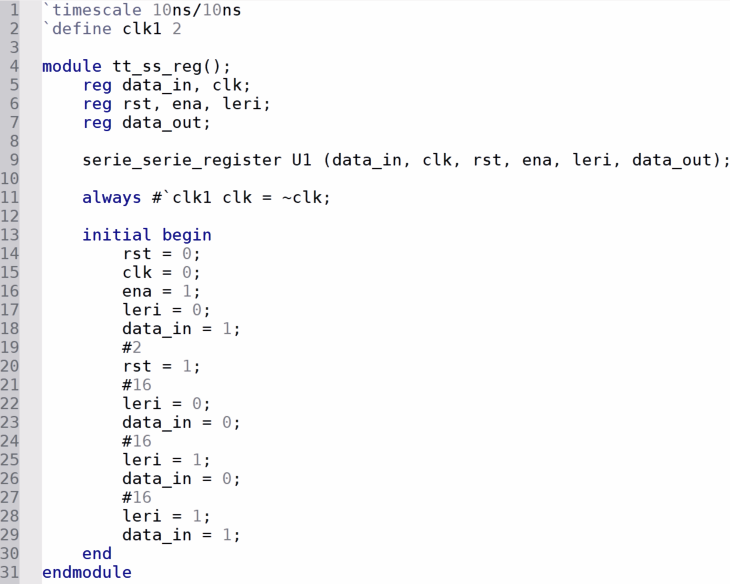 1 `timescale 10ns/10ns
2 `define clk1 2
3
4 module tt_ss_reg();
5     reg data_in, clk;
6     reg rst, ena, leri;
7     reg data_out;
8
9     serie_serie_register U1 (data_in, clk, rst, ena, leri, data_out);
10
11     always #`clk1 clk = ~clk;
12
13     initial begin
14         rst = 0;
15         clk = 0;
16         ena = 1;
17         leri = 0;
18         data_in = 1;
19         #2
20         rst = 1;
21         #16
22         leri = 0;
23         data_in = 0;
24         #16
25         leri = 1;
26         data_in = 0;
27         #16
28         leri = 1;
29         data_in = 1;
30     end
31 endmodule